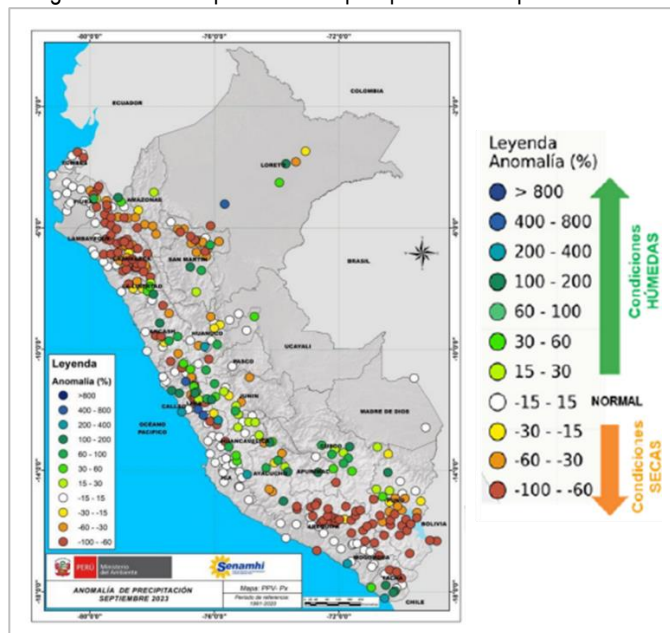 -80°0'0"
-76°0'0"
-72°0'0"
ECUADOR
COLOMBIA
TUMBES
LORETO
PIURA
AMAZONAS
LAMBAYEQUE
CAJAMARCA
SAN MARTIN
BRASIL
LA LIBERTAD
ANCASH
HUANUCO
UCAYALI
PASCO
JUNIN
CALLAO
MADRE DE DIOS
OCÉANO
PACIFICO
HUANCAVELICA
CUSCO
ICA
AYACUCHO
APURIMAC
PUNO
AREQUIPA
BOLIVIA
MOQUEGUA
TACNA
CHILE
Leyenda
Anomalía (%)
>800
400 - 800
200 - 400
100 - 200
60 - 100
30 - 60
15 - 30
-15 - 15
-30 - -15
-60 - -30
-100 - -60
PERÚ
Ministerio
del Ambiente
Senamhi
ANOMALÍA DE PRECIPITACIÓN
SEPTIEMBRE 2023
Mapa: PPV- Px
Periodo de referencia:
1991-2020
Leyenda
Anomalía (%)
> 800
400 - 800
200 - 400
100 - 200
60 - 100
30 - 60
15 - 30
-15 - 15 NORMAL
-30 - -15
-60 - -30
-100 - -60
Condiciones
HÚMEDAS
Condiciones
SECAS